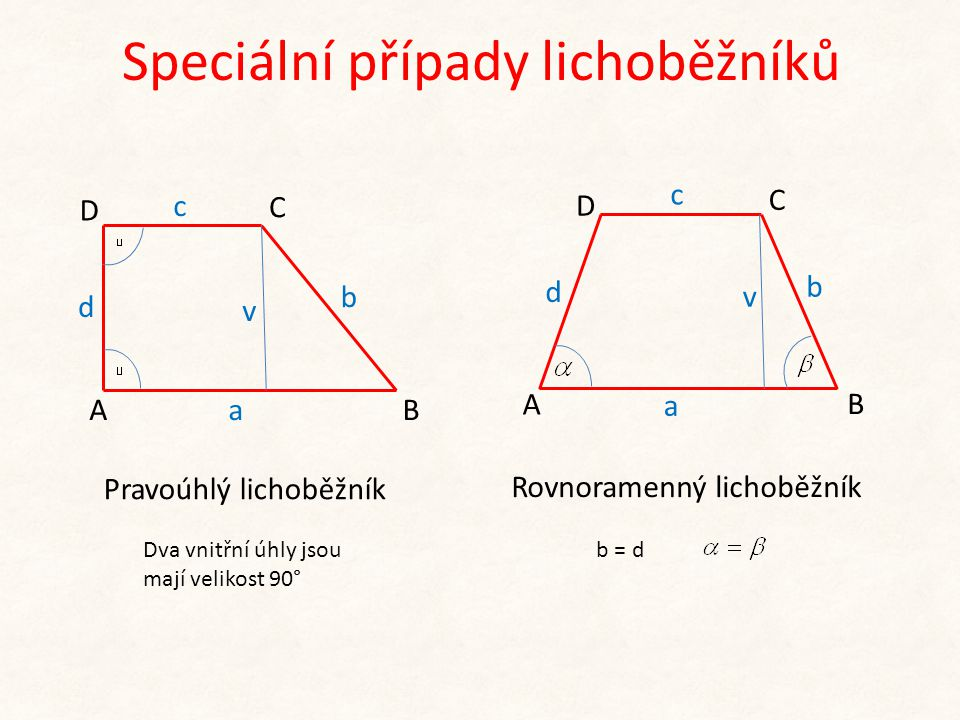 Speciální případy lichoběžníků
D c C
d v b
A a B
Pravoúhlý lichoběžník
Dva vnitřní úhly jsou
mají velikost 90°
D c C
d v b
α β
A a B
Rovnoramenný lichoběžník
b = d α = β